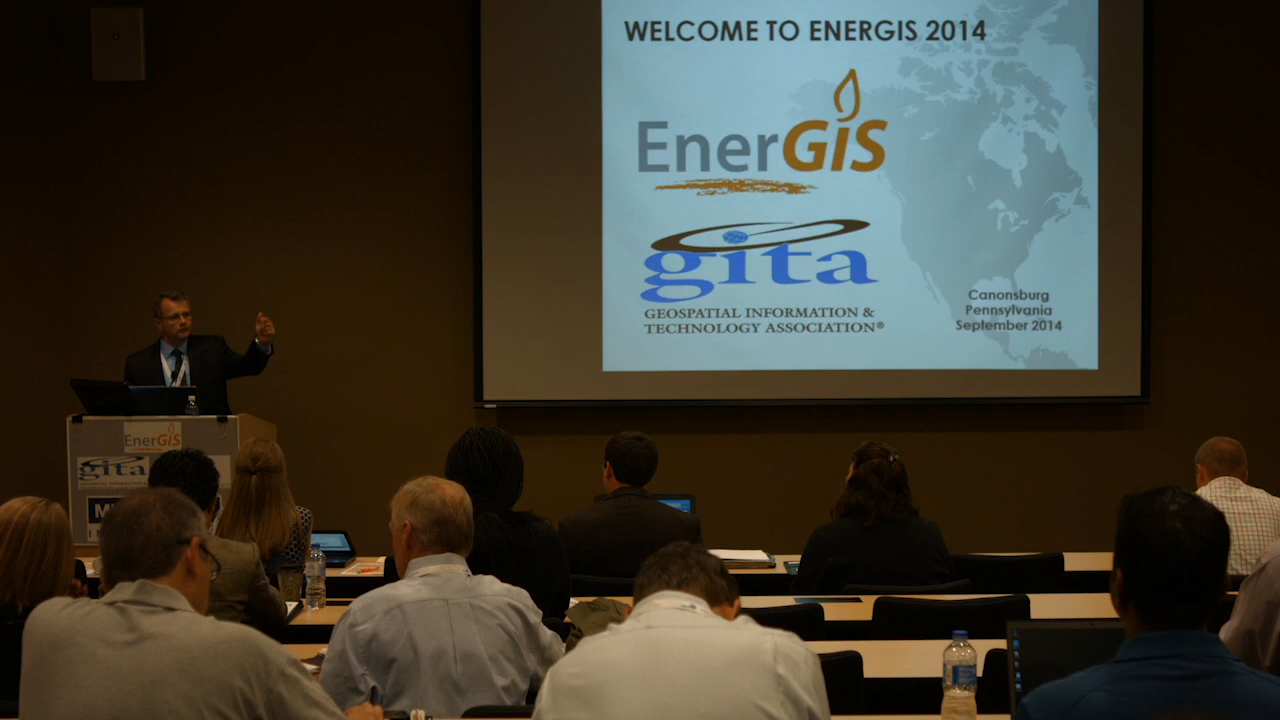 WELCOME TO ENERGIS 2014
EnerGIS
gita
GEOSPATIAL INFORMATION &
TECHNOLOGY ASSOCIATION®
Canonsburg
Pennsylvania
September 2014
EnerGIS
gita